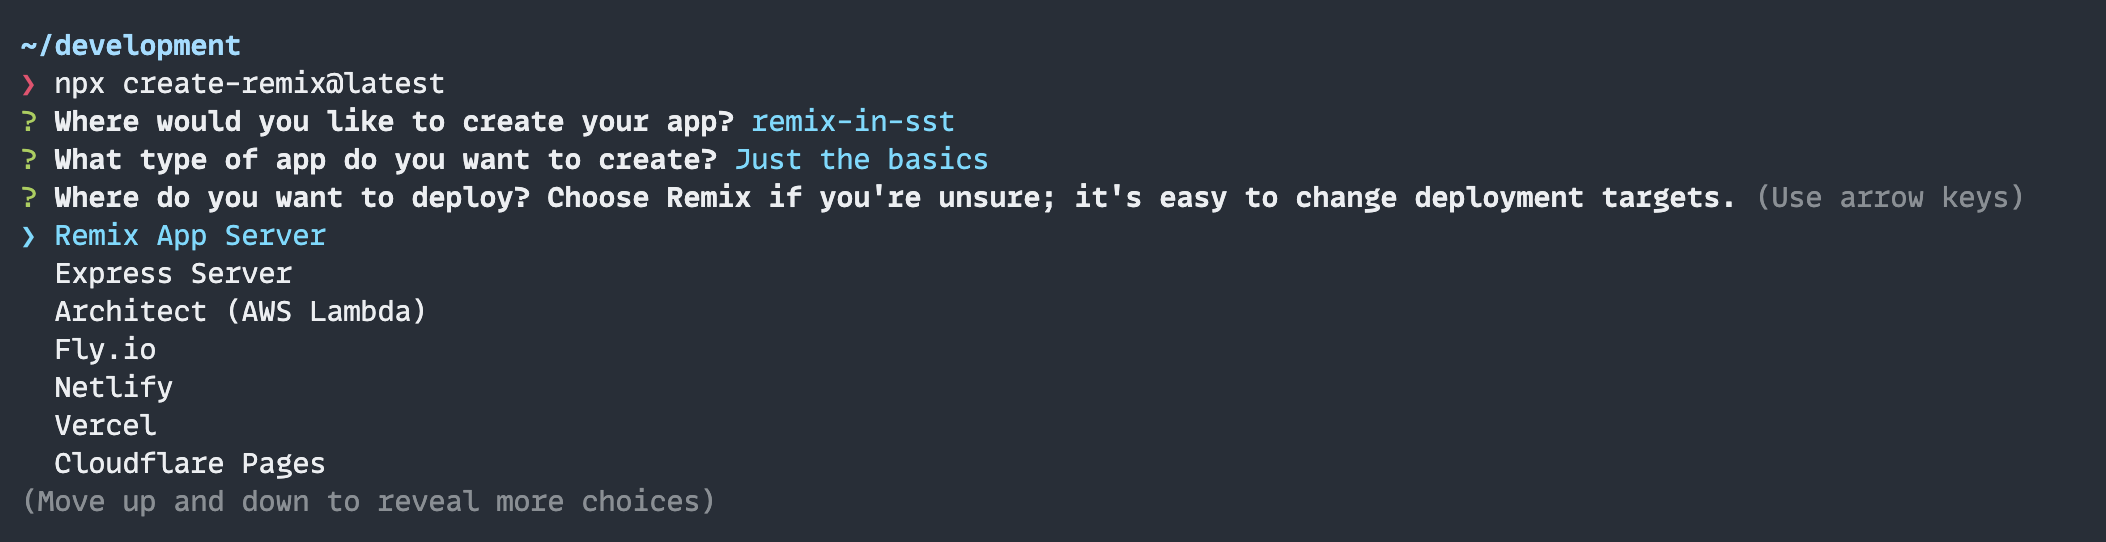 ~/development
❯ npx create-remix@latest
? Where would you like to create your app? remix-in-sst
? What type of app do you want to create? Just the basics
? Where do you want to deploy? Choose Remix if you're unsure; it's easy to change deployment targets. (Use arrow keys)
❯ Remix App Server
Express Server
Architect (AWS Lambda)
Fly.io
Netlify
Vercel
Cloudflare Pages
(Move up and down to reveal more choices)